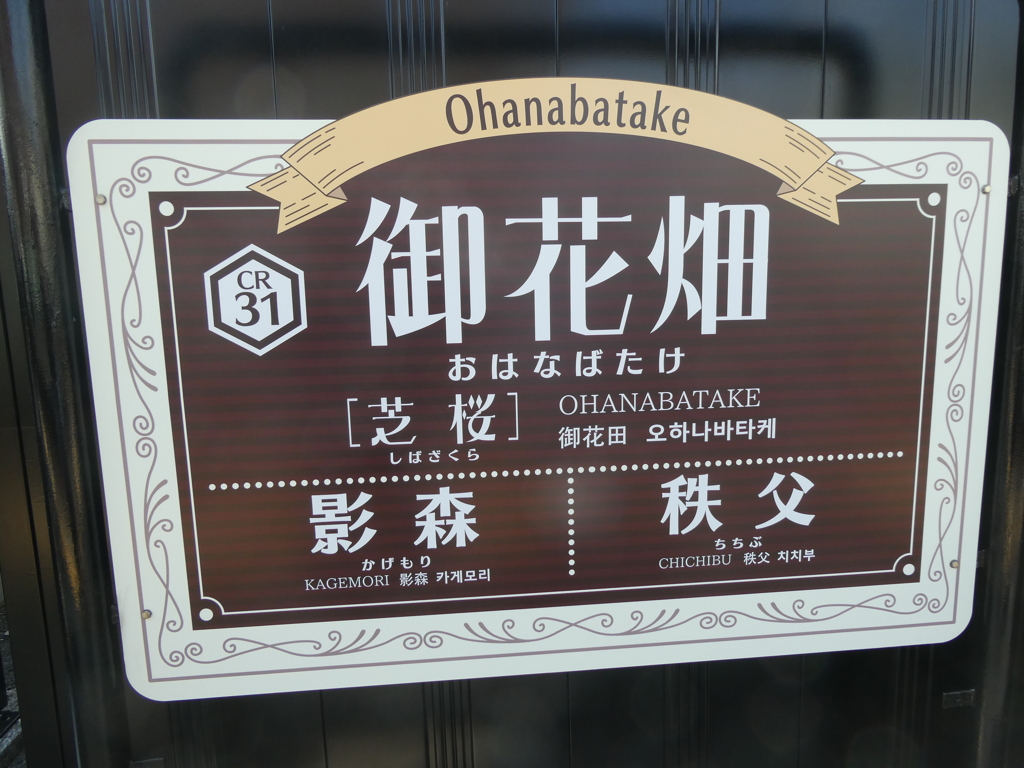 Ohanabatake
CR
31
御花畑
おはなばたけ
[芝桜]
しばざくら
OHANABATAKE
御花田 오하나바타케
影森
かげもり
KAGEMORI 影森 카게모리
秩父
ちちぶ
CHICHIBU 秩父 치치부